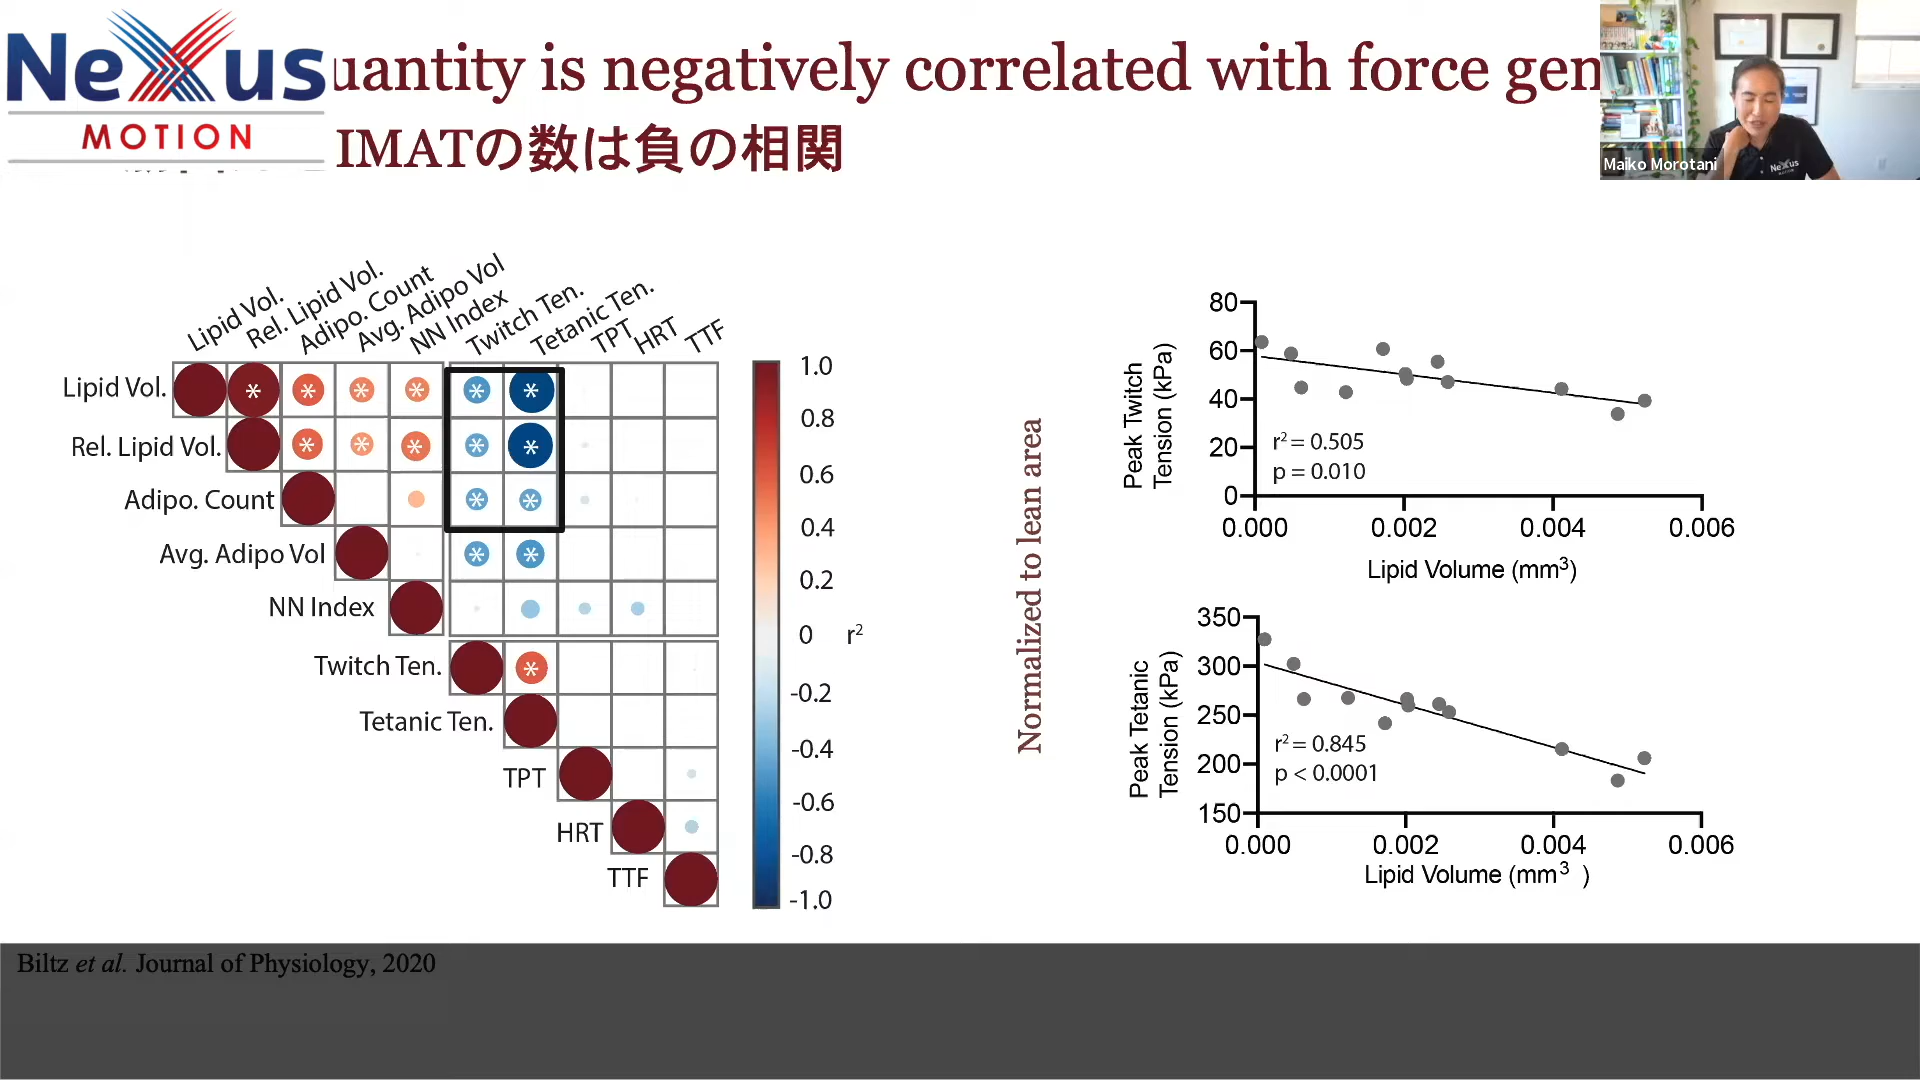 NeXus
MOTION
uantity is negatively correlated with force gen
IMATの数は負の相関
Maiko Morotani
NeXus
Lipid Vol.
Rel. Lipid Vol.
Adipo. Count
Avg. Adipo Vol
NN Index
Twitch Ten.
Tetanic Ten.
TPT
HRT
TTF
Lipid Vol.
* * * * * *
Rel. Lipid Vol.
* * * * *
Adipo. Count
* *
Avg. Adipo Vol
* *
NN Index
Twitch Ten.
*
Tetanic Ten.
TPT
HRT
TTF
1.0
0.8
0.6
0.4
0.2
0
-0.2
-0.4
-0.6
-0.8
-1.0
r²
Normalized to lean area
Peak Twitch
Tension (kPa)
80
60
40
20
0
r² = 0.505
p = 0.010
0.000 0.002 0.004 0.006
Lipid Volume (mm³)
Peak Tetanic
Tension (kPa)
350
300
250
200
150
r² = 0.845
p < 0.0001
0.000 0.002 0.004 0.006
Lipid Volume (mm³ )
Biltz et al. Journal of Physiology, 2020